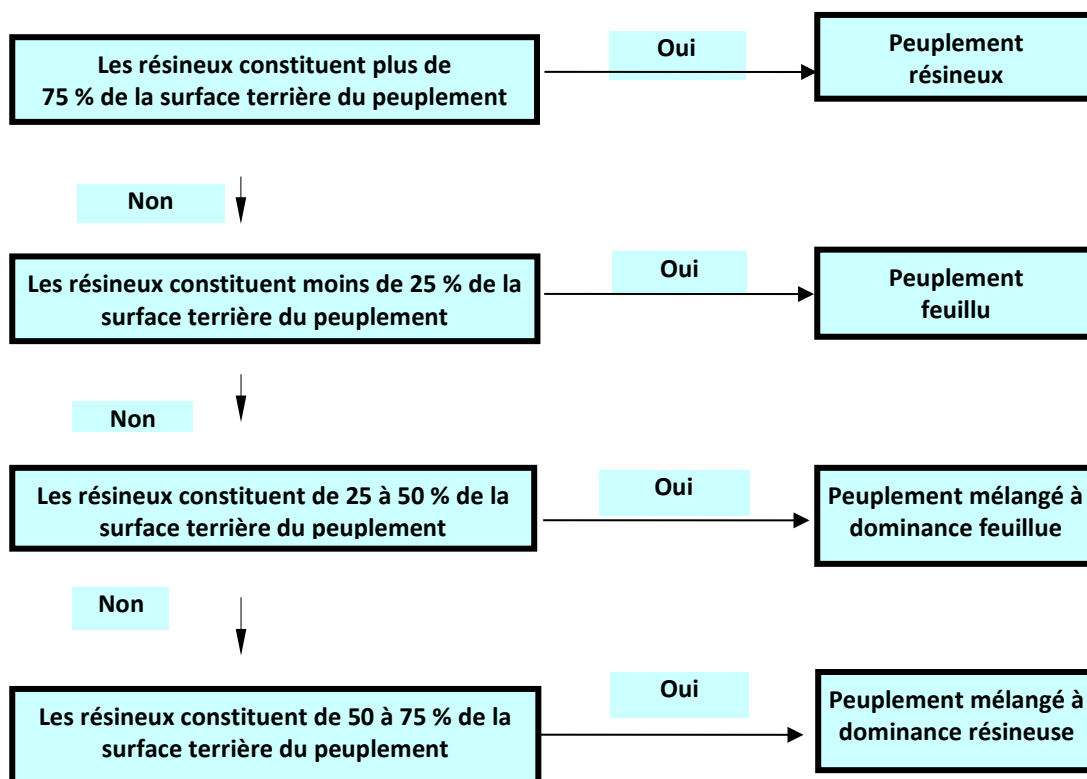 Les résineux constituent plus de
75 % de la surface terrière du peuplement
Oui
Peuplement
résineux
Non
Les résineux constituent moins de 25 % de la
surface terrière du peuplement
Oui
Peuplement
feuillu
Non
Les résineux constituent de 25 à 50 % de la
surface terrière du peuplement
Oui
Peuplement mélangé à
dominance feuillue
Non
Les résineux constituent de 50 à 75 % de la
surface terrière du peuplement
Oui
Peuplement mélangé à
dominance résineuse